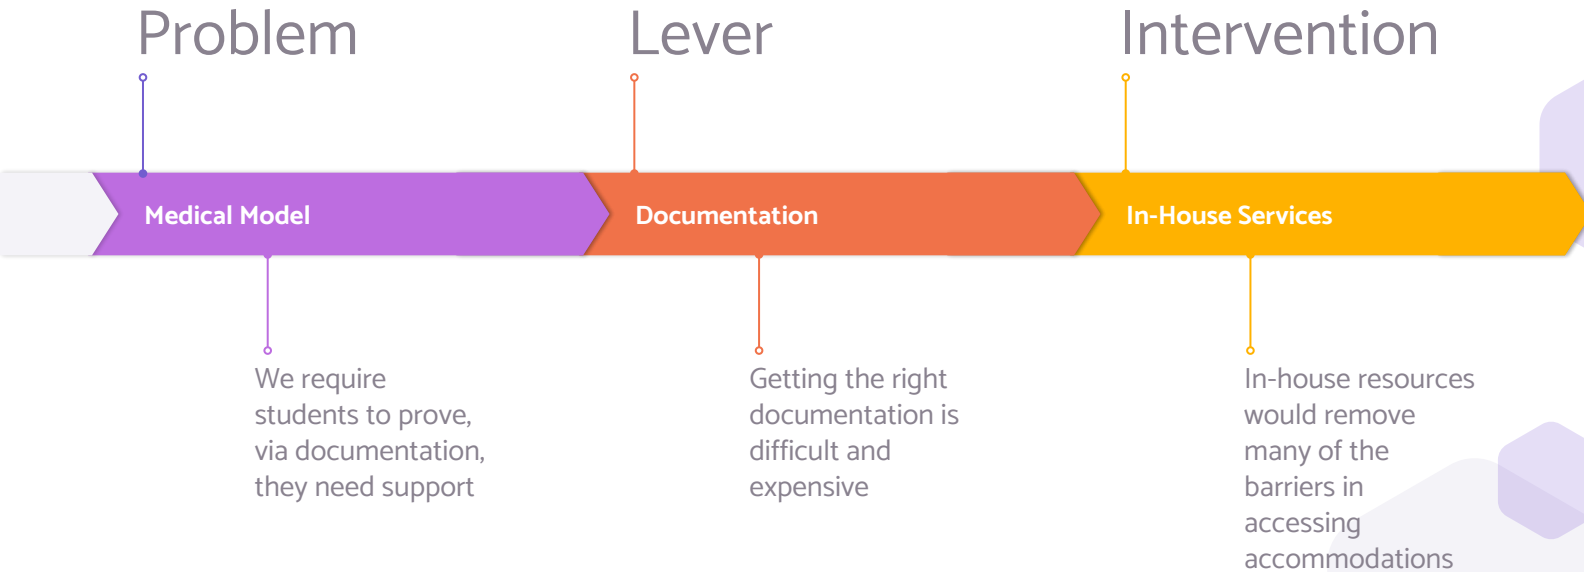 Problem
Lever
Intervention
Medical Model
Documentation
In-House Services
We require
students to prove,
via documentation,
they need support
Getting the right
documentation is
difficult and
expensive
In-house resources
would remove
many of the
barriers in
accessing
accommodations